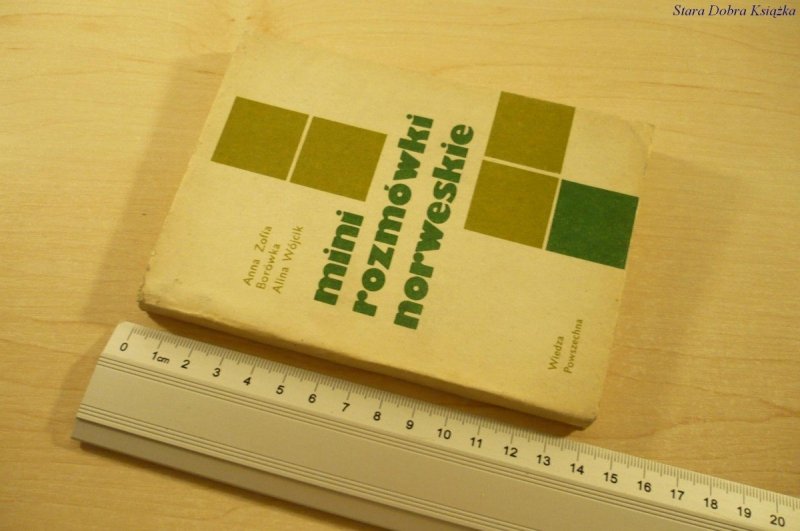 Stara Dobra Książka
Anna Zofia
Borówka
Alina Wójcik
mini
rozmówki
norweskie
Wiedza
Powszechna
0 1cm 2 3 4 5 6 7 8 9 10 11 12 13 14 15 16 17 18 19 20